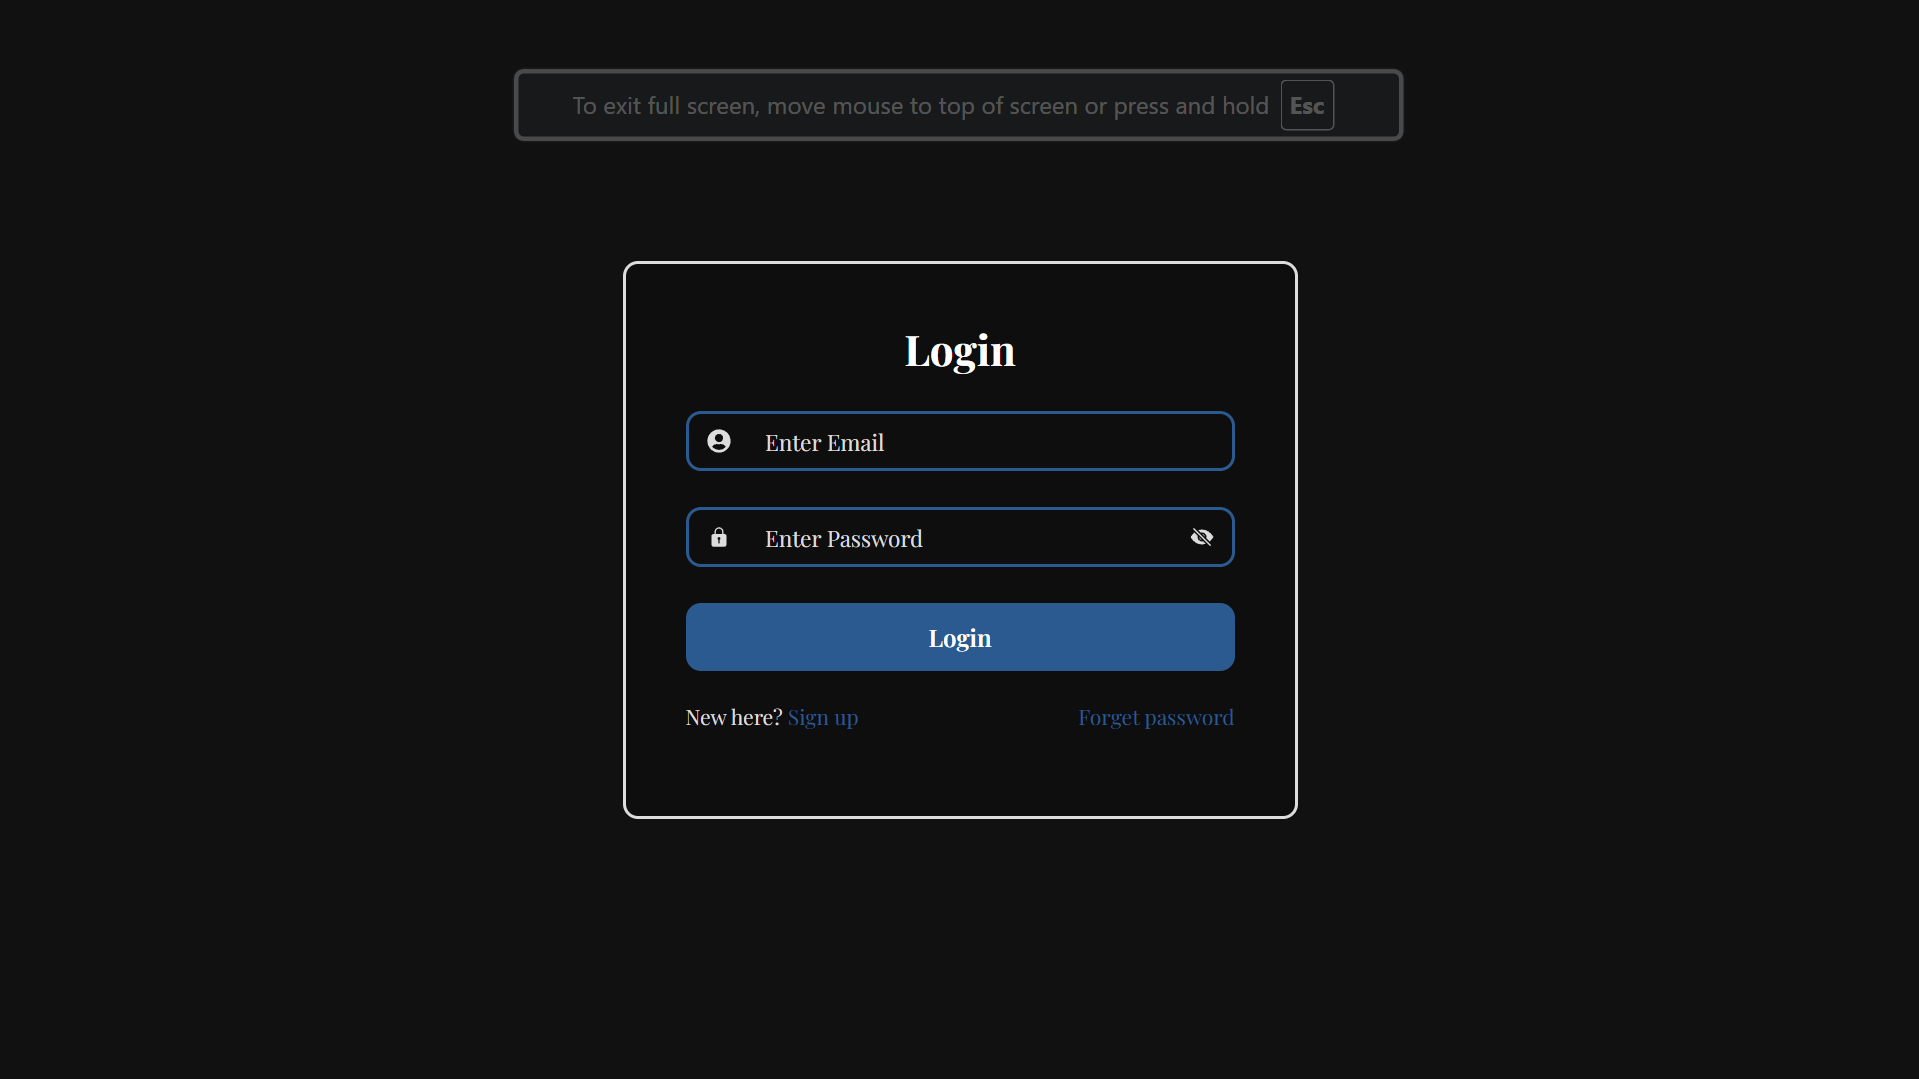 To exit full screen, move mouse to top of screen or press and hold Esc
Login
Enter Email
Enter Password
Login
New here? Sign up
Forget password